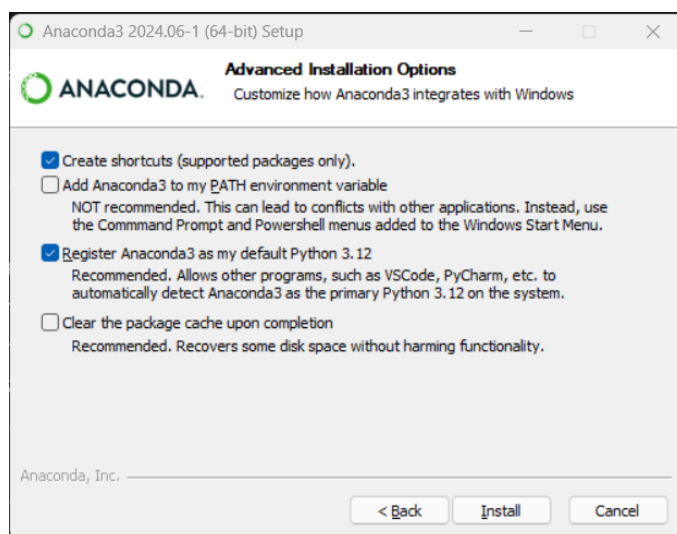 Anaconda3 2024.06-1 (64-bit) Setup
ANACONDA.
Advanced Installation Options
Customize how Anaconda3 integrates with Windows
Create shortcuts (supported packages only).
Add Anaconda3 to my PATH environment variable
NOT recommended. This can lead to conflicts with other applications. Instead, use
the Commmand Prompt and Powershell menus added to the Windows Start Menu.
Register Anaconda3 as my default Python 3.12
Recommended. Allows other programs, such as VSCode, PyCharm, etc. to
automatically detect Anaconda3 as the primary Python 3.12 on the system.
Clear the package cache upon completion
Recommended. Recovers some disk space without harming functionality.
Anaconda, Inc.
< Back
Install
Cancel